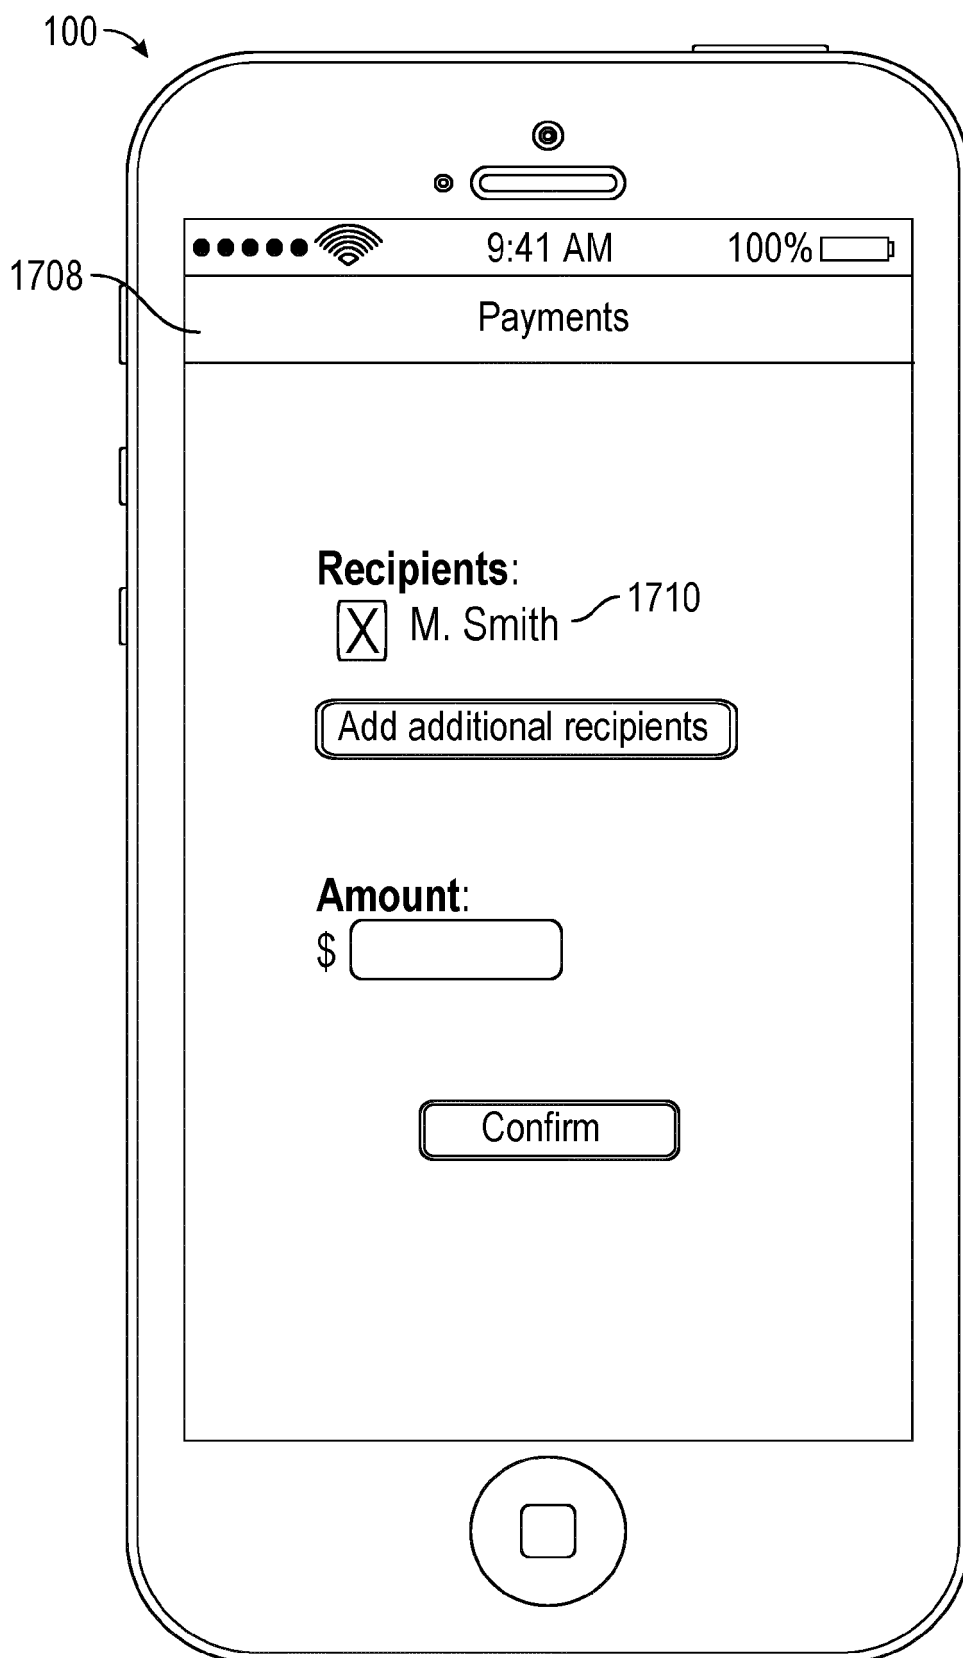 100
9:41 AM 100%
1708
Payments
Recipients:
X M. Smith 1710
Add additional recipients
Amount:
$
Confirm